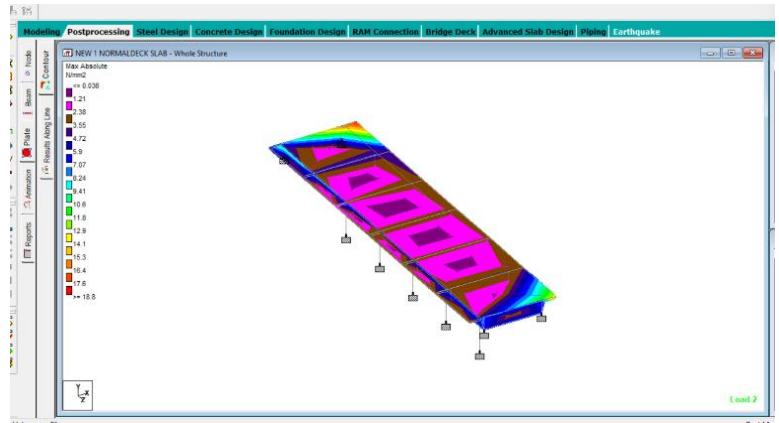 Modeling Postprocessing Steel Design Concrete Design Foundation Design RAM Connection Bridge Deck Advanced Slab Design Piping Earthquake
NEW 1 NORMALDECK SLAB - Whole Structure
Node
Beam
Plate
Animation
Reports
Contour
Results Along Line
Max Absolute
N/mm2
<= 0.036
1.21
2.38
3.55
4.72
5.9
7.07
8.24
9.41
10.6
11.8
12.9
14.1
15.3
16.4
17.6
>= 18.8
Y
X
Z
Load 2